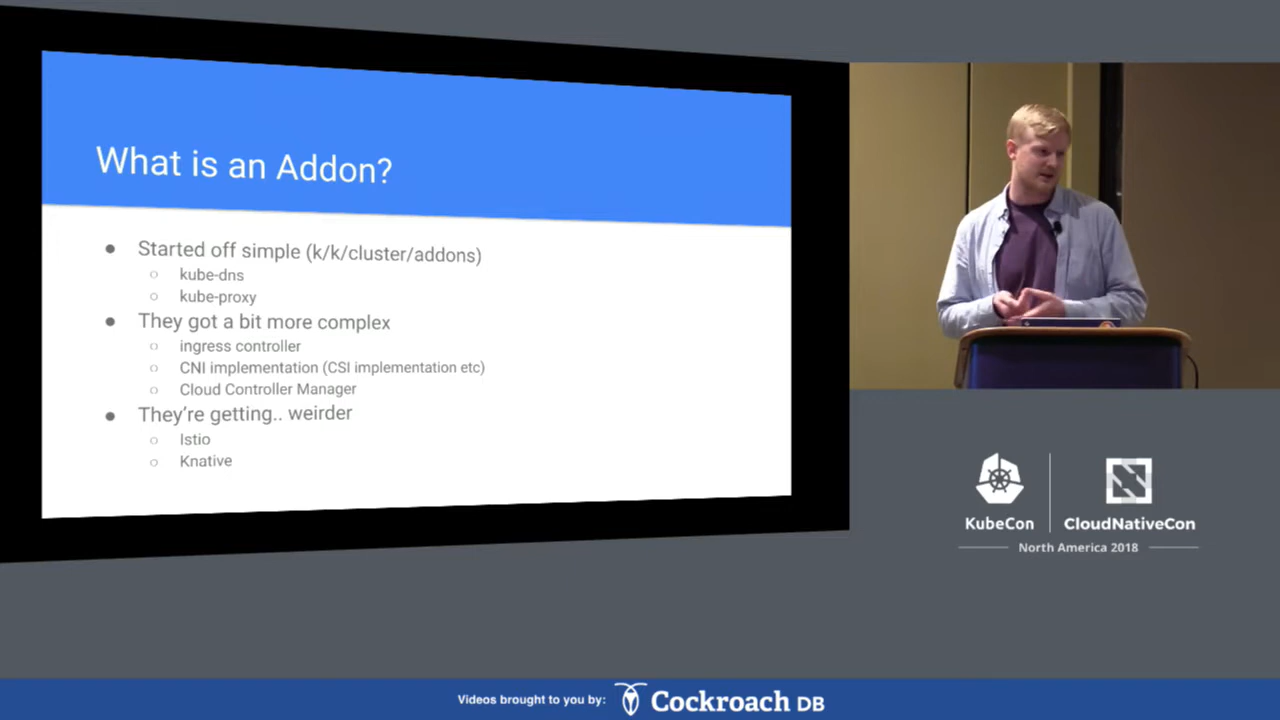 What is an Addon?
Started off simple (k/k/cluster/addons)
kube-dns
kube-proxy
They got a bit more complex
ingress controller
CNI implementation (CSI implementation etc)
Cloud Controller Manager
They're getting.. weirder
Istio
Knative
KubeCon
CloudNativeCon
North America 2018
Videos brought to you by:
Cockroach DB